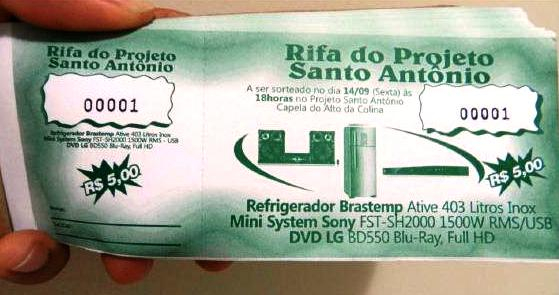 Rifa do Projeto
Santo Antônio
00001
Refrigerador Brastemp Ative 403 Litros Inox
Mini System Sony FST-SH2000 1500W RMS - USB
DVD LG BD550 Blu-Ray, Full HD
R$ 5,00
Rifa do Projeto
Santo Antônio
A ser sorteado no dia 14/09 (Sexta) às
18horas no Projeto Santo Antônio
Capela do Alto da Colina
00001
R$ 5,00
Refrigerador Brastemp Ative 403 Litros Inox
Mini System Sony FST-SH2000 1500W RMS/USB
DVD LG BD550 Blu-Ray, Full HD